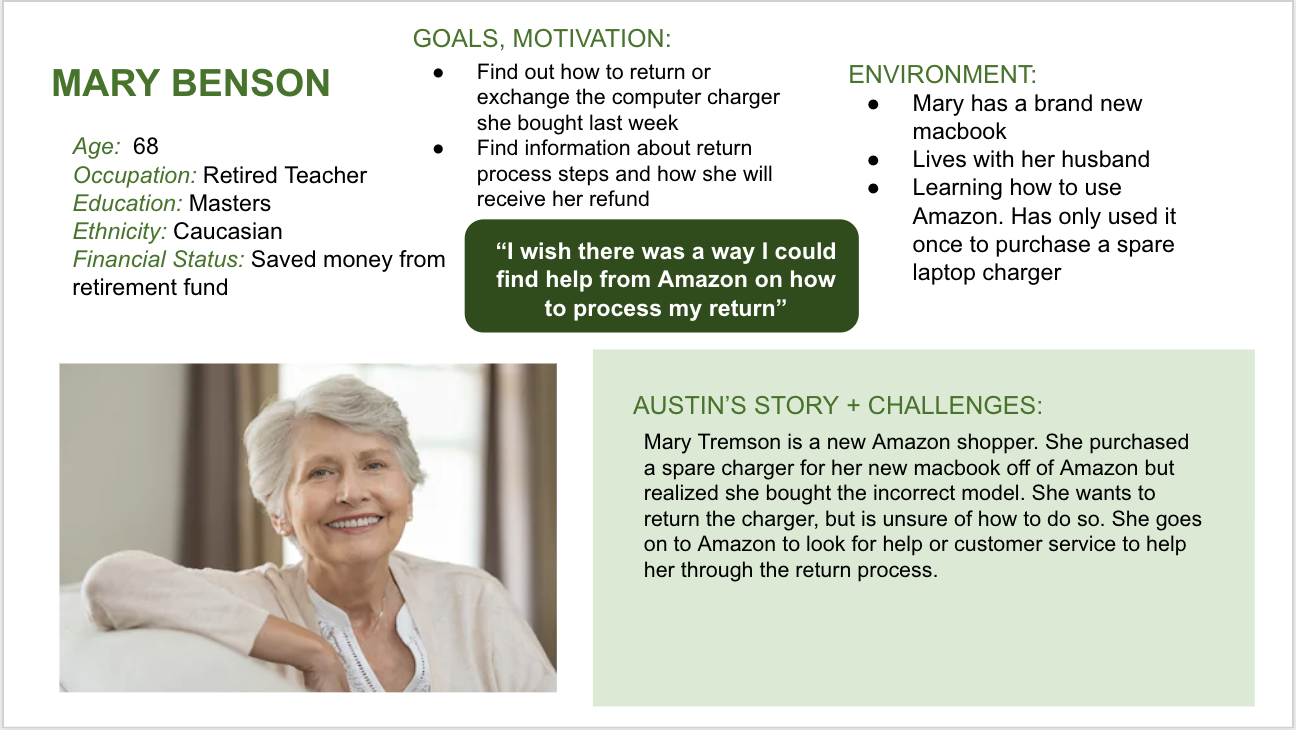 MARY BENSON
Age: 68
Occupation: Retired Teacher
Education: Masters
Ethnicity: Caucasian
Financial Status: Saved money from
retirement fund
GOALS, MOTIVATION:
● Find out how to return or
exchange the computer charger
she bought last week
● Find information about return
process steps and how she will
receive her refund
“I wish there was a way I could
find help from Amazon on how
to process my return”
ENVIRONMENT:
● Mary has a brand new
macbook
● Lives with her husband
● Learning how to use
Amazon. Has only used it
once to purchase a spare
laptop charger
AUSTIN’S STORY + CHALLENGES:
Mary Tremson is a new Amazon shopper. She purchased
a spare charger for her new macbook off of Amazon but
realized she bought the incorrect model. She wants to
return the charger, but is unsure of how to do so. She goes
on to Amazon to look for help or customer service to help
her through the return process.